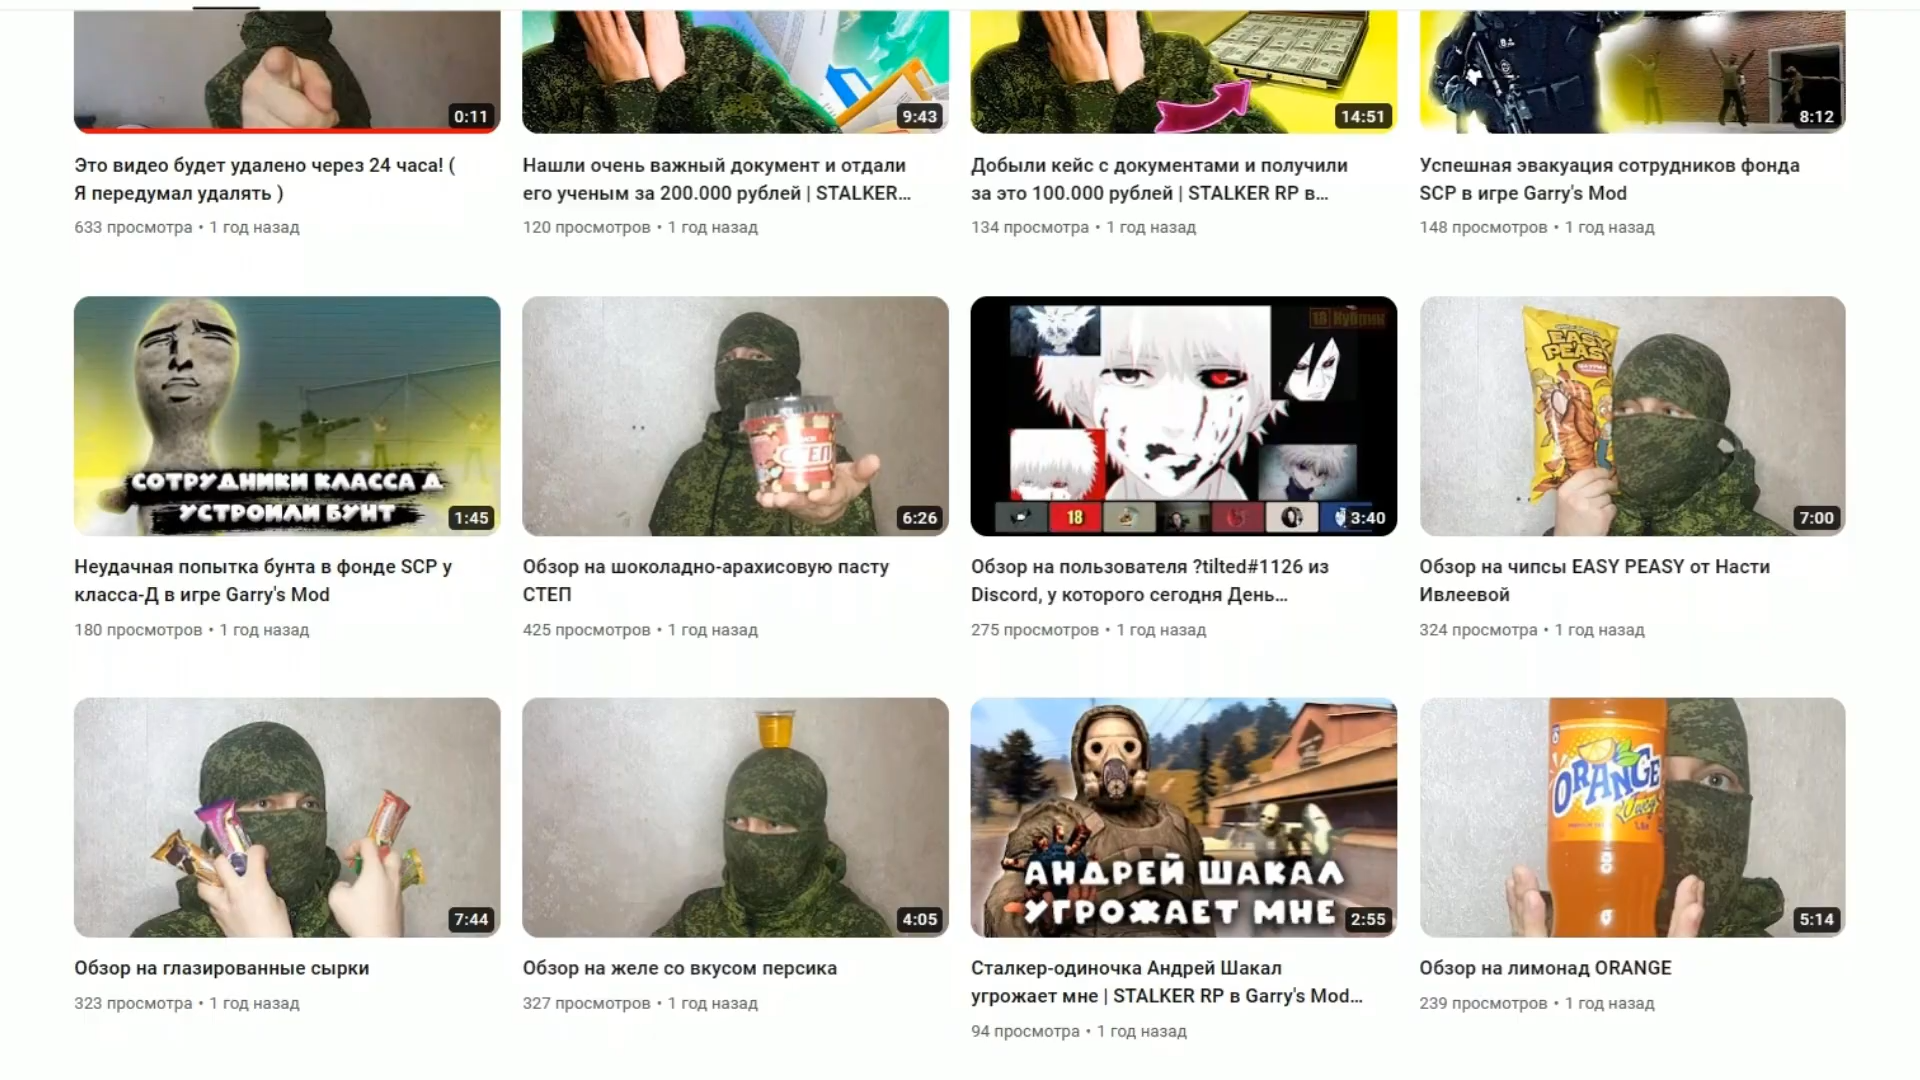 0:11
9:43
14:51
8:12
Это видео будет удалено через 24 часа! (
Я передумал удалять )
633 просмотра • 1 год назад
Нашли очень важный документ и отдали
его ученым за 200.000 рублей | STALKER…
120 просмотров • 1 год назад
Добыли кейс с документами и получили
за это 100.000 рублей | STALKER RP в…
134 просмотра • 1 год назад
Успешная эвакуация сотрудников фонда
SCP в игре Garry's Mod
148 просмотров • 1 год назад
СОТРУДНИКИ КЛАССА Д
УСТРОИЛИ БУНТ
1:45
СТЕП
6:26
18
18
3:40
EASY
PEASY
7:00
Неудачная попытка бунта в фонде SCP у
класса-Д в игре Garry's Mod
180 просмотров • 1 год назад
Обзор на шоколадно-арахисовую пасту
СТЕП
425 просмотров • 1 год назад
Обзор на пользователя ?tilted#1126 из
Discord, у которого сегодня День…
275 просмотров • 1 год назад
Обзор на чипсы EASY PEASY от Насти
Ивлеевой
324 просмотра • 1 год назад
7:44
4:05
АНДРЕЙ ШАКАЛ
УГРОЖАЕТ МНЕ
2:55
ORANGE
5:14
Обзор на глазированные сырки
323 просмотра • 1 год назад
Обзор на желе со вкусом персика
327 просмотров • 1 год назад
Сталкер-одиночка Андрей Шакал
угрожает мне | STALKER RP в Garry's Mod…
94 просмотра • 1 год назад
Обзор на лимонад ORANGE
239 просмотров • 1 год назад